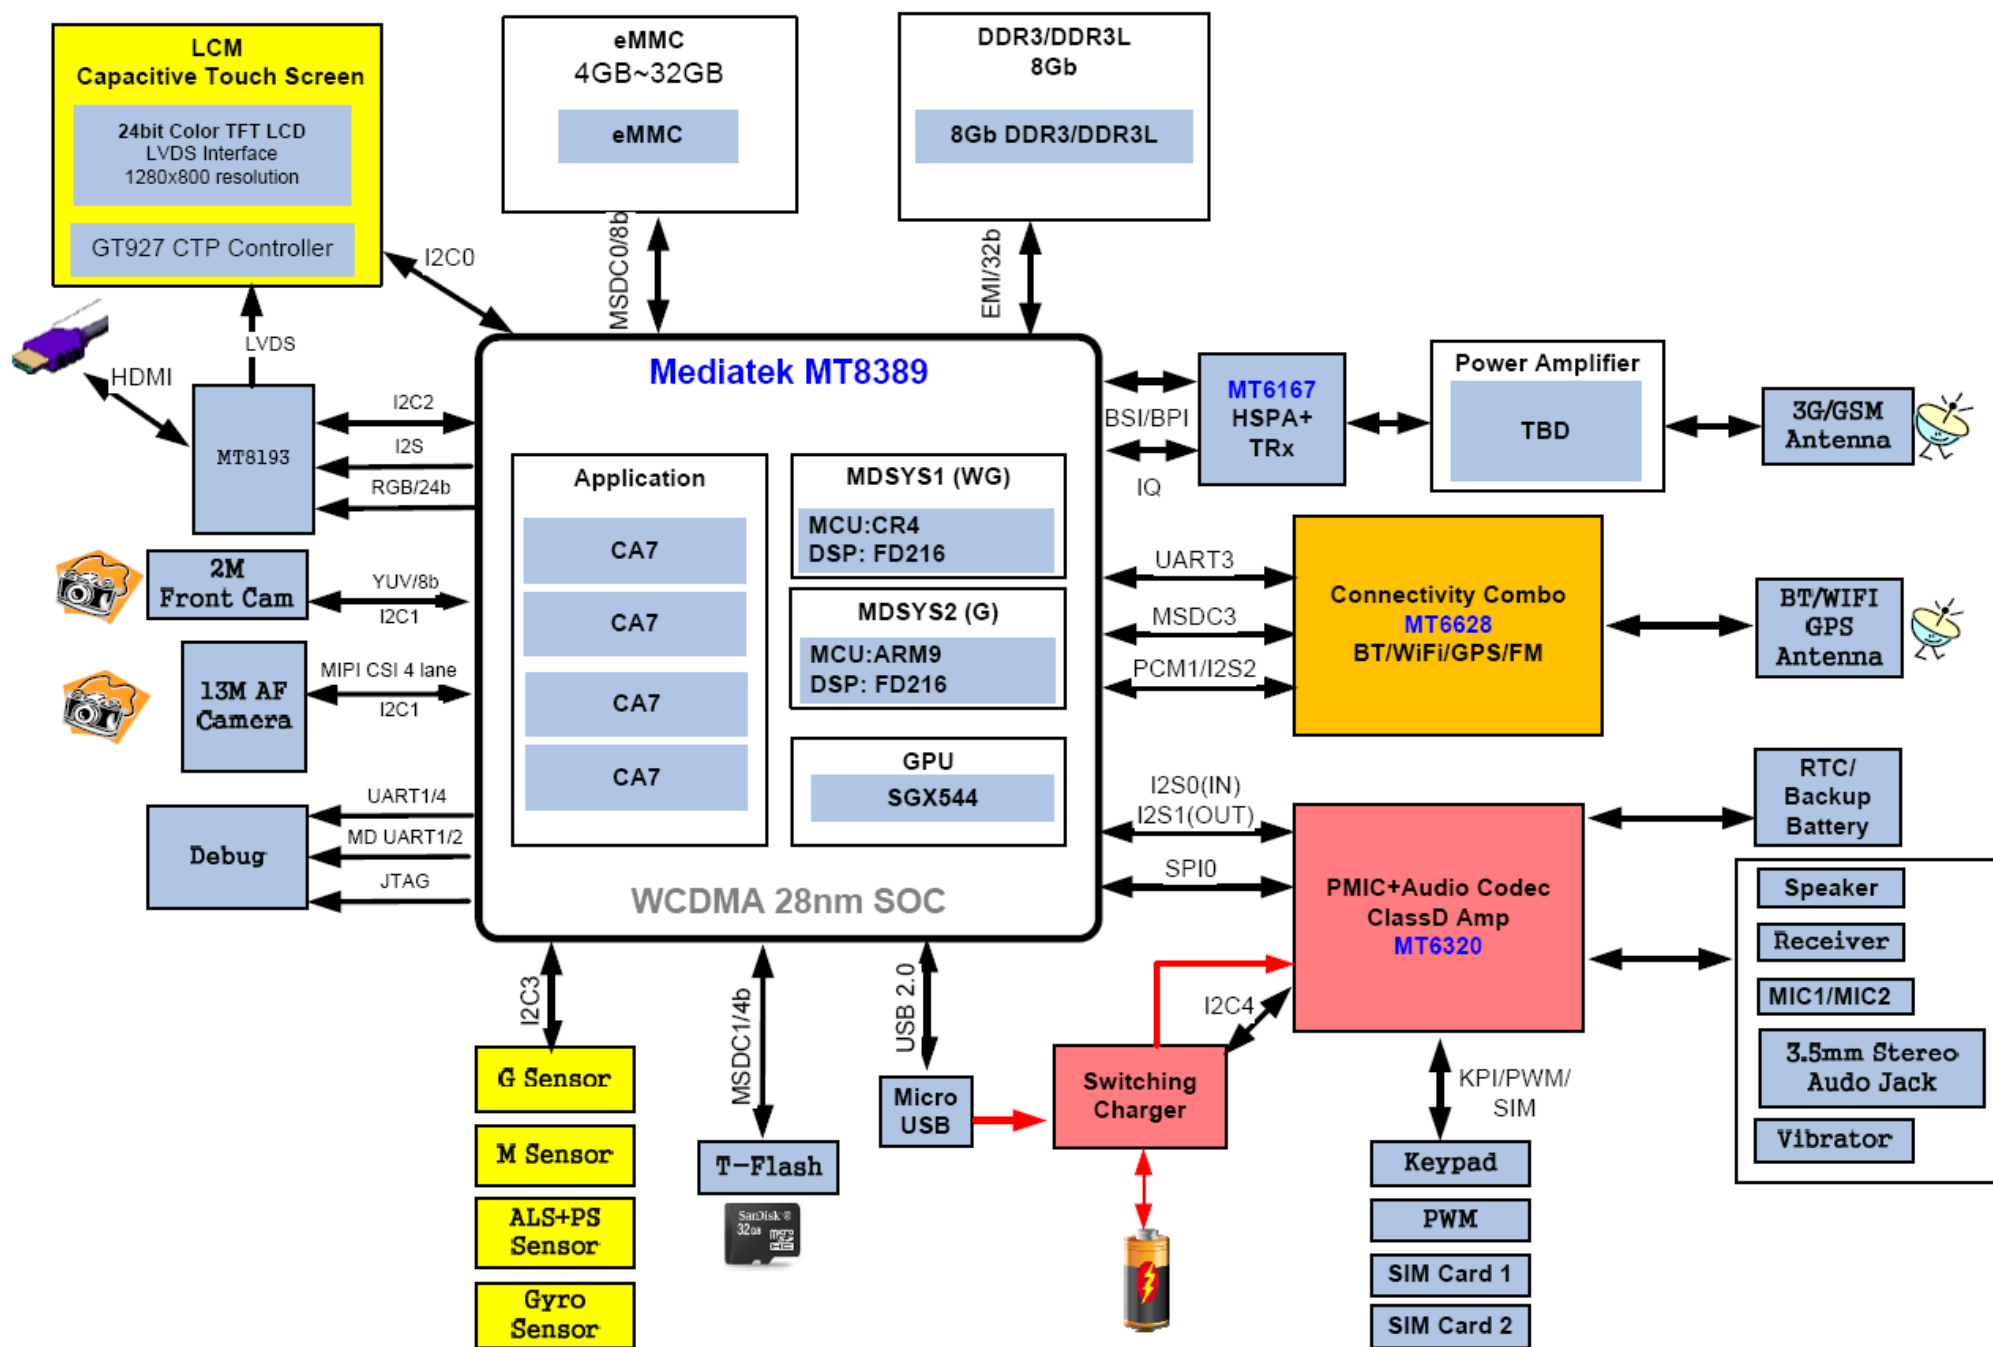 LCM
Capacitive Touch Screen
24bit Color TFT LCD
LVDS Interface
1280x800 resolution
GT927 CTP Controller
eMMC
4GB~32GB
eMMC
DDR3/DDR3L
8Gb
8Gb DDR3/DDR3L
I2C0
MSDC0/8b
EMI/32b
LVDS
HDMI
MT8193
I2C2
I2S
RGB/24b
2M
Front Cam
YUV/8b
I2C1
13M AF
Camera
MIPI CSI 4 lane
I2C1
Debug
UART1/4
MD UART1/2
JTAG
Mediatek MT8389
Application
CA7
CA7
CA7
CA7
MDSYS1 (WG)
MCU:CR4
DSP: FD216
MDSYS2 (G)
MCU:ARM9
DSP: FD216
GPU
SGX544
WCDMA 28nm SOC
BSI/BPI
IQ
MT6167
HSPA+
TRx
Power Amplifier
TBD
3G/GSM
Antenna
UART3
MSDC3
PCM1/I2S2
Connectivity Combo
MT6628
BT/WiFi/GPS/FM
BT/WIFI
GPS
Antenna
I2S0(IN)
I2S1(OUT)
SPI0
PMIC+Audio Codec
ClassD Amp
MT6320
RTC/
Backup
Battery
Speaker
Receiver
MIC1/MIC2
3.5mm Stereo
Audo Jack
Vibrator
I2C3
G Sensor
M Sensor
ALS+PS
Sensor
Gyro
Sensor
MSDC1/4b
T-Flash
SanDisk
32GB
micro
HC
USB 2.0
Micro
USB
Switching
Charger
I2C4
KPI/PWM/
SIM
Keypad
PWM
SIM Card 1
SIM Card 2